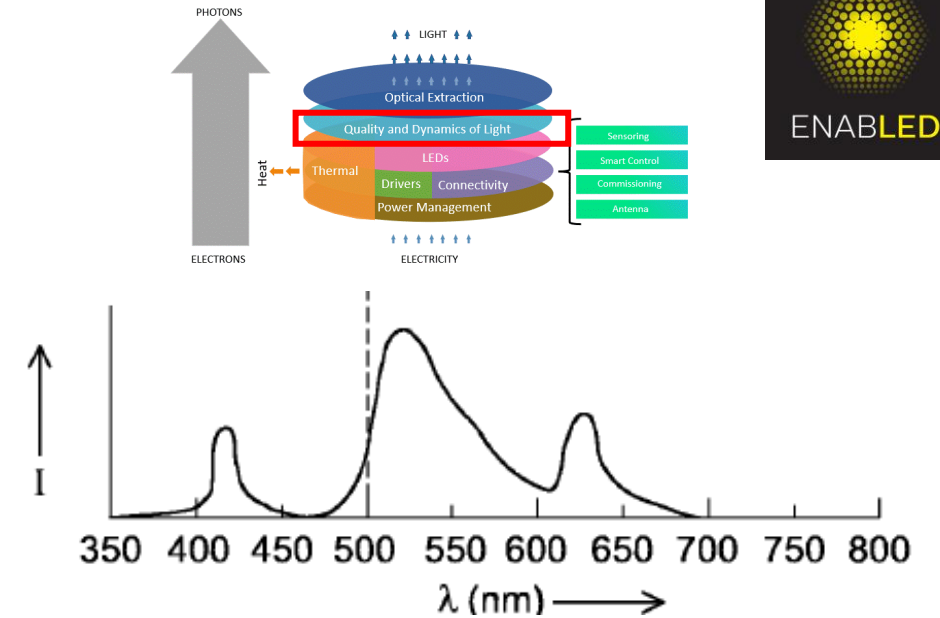 PHOTONS
LIGHT
Optical Extraction
Quality and Dynamics of Light
LEDs
Thermal
Heat
Drivers
Connectivity
Power Management
ELECTRICITY
ELECTRONS
Sensoring
Smart Control
Commissioning
Antenna
ENABLED
I
350 400 450 500 550 600 650 700 750 800
λ (nm)